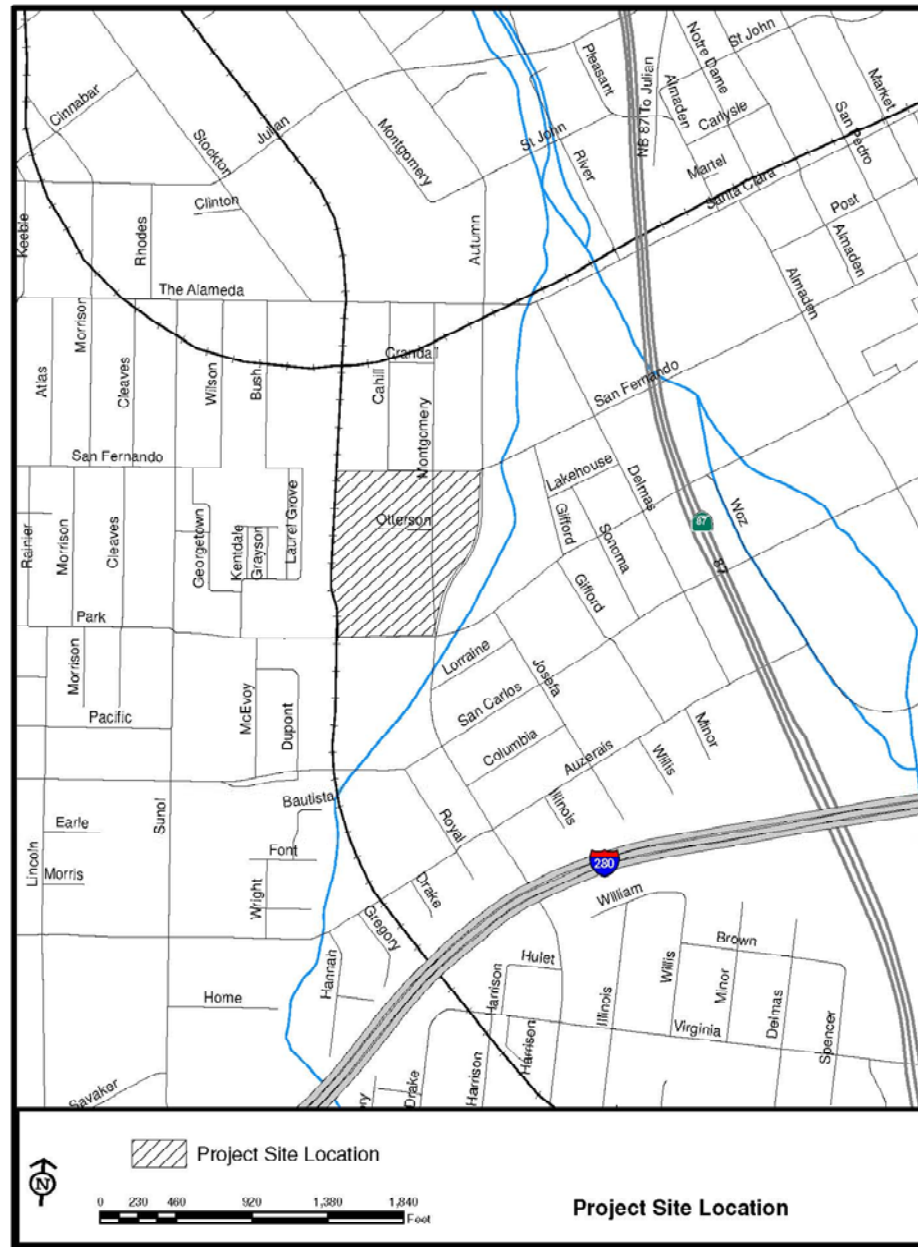 St John
Notre Dame
Market
Pleasant
NB 87 To Julian
Almaden
Carlysle
San Pedro
Cinnabar
Julian
Stockton
Montgomery
St John
River
Martel
Santa Clara
Post
Clinton
Keeble
Rhodes
Autumn
Almaden
Almaden
The Alameda
Morrison
Atlas
Cleaves
Wilson
Bush
Cahill
Crandall
Montgomery
San Fernando
San Fernando
Lakehouse
Delmas
Rainier
Morrison
Cleaves
Georgetown
Kentdale
Grayson
Laurel Grove
Otterson
Gifford
Sonoma
87
Woz
87
Gifford
Park
Lorraine
Josefa
Morrison
McEvoy
Dupont
San Carlos
Pacific
Columbia
Auzerais
Minor
Willis
Illinois
Bautista
Royal
Earle
Sunol
Lincoln
Font
280
Morris
Wright
Drake
William
Gregory
Brown
Hannah
Hulet
Willis
Minor
Home
Harrison
Illinois
Delmas
Virginia
Spencer
Harrison
Savaker
Drake
Harrison
Project Site Location
N
0 230 460 920 1,380 1,840
Feet
Project Site Location